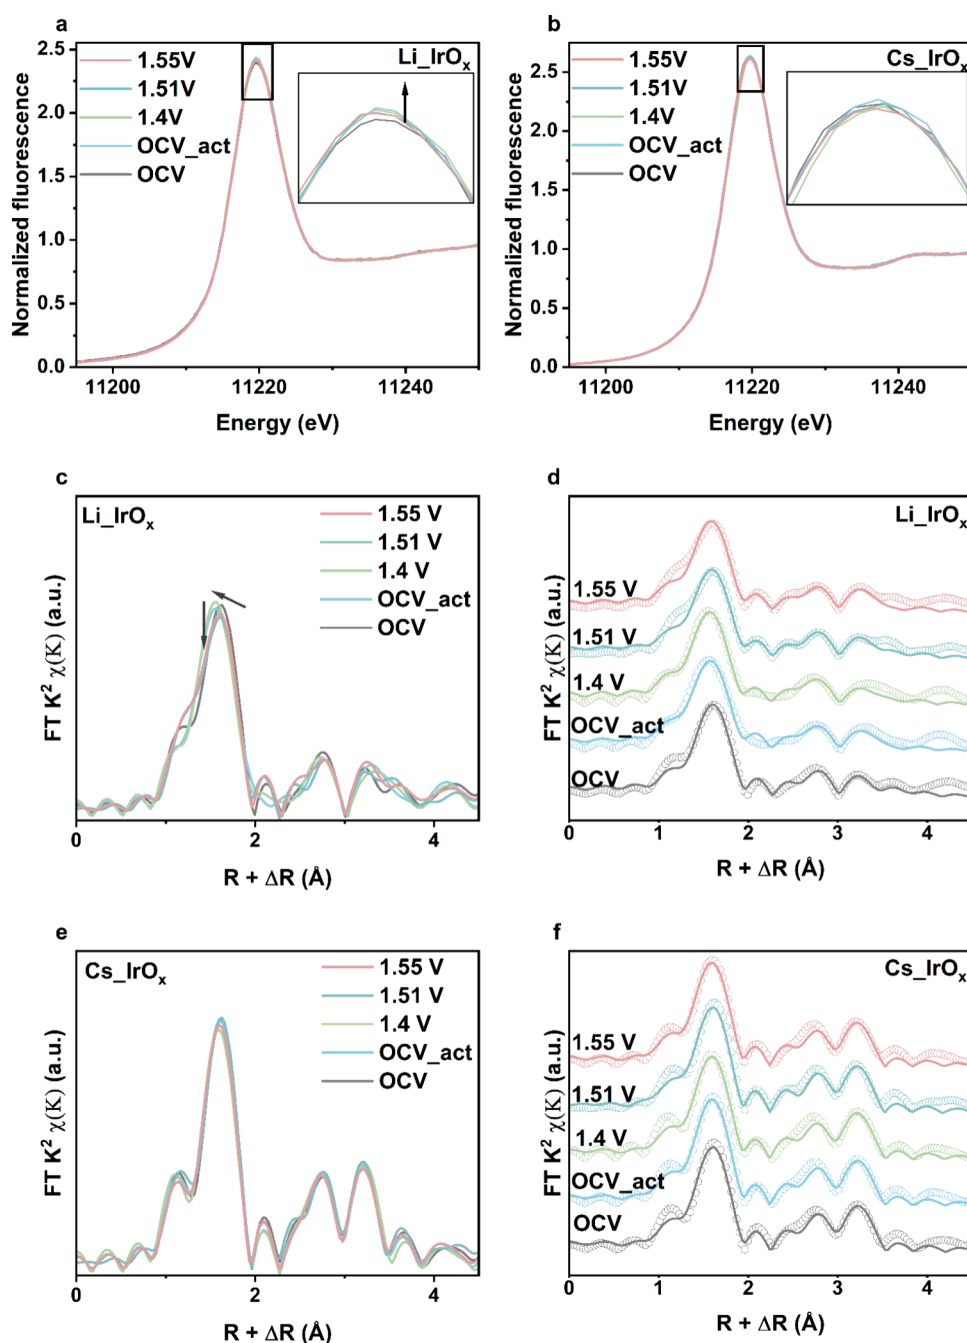 a
Li_IrOₓ
1.55V
1.51V
1.4V
OCV_act
OCV
Normalized fluorescence
2.5
2.0
1.5
1.0
0.5
0.0
11200 11220 11240
Energy (eV)
b
Cs_IrOₓ
1.55V
1.51V
1.4V
OCV_act
OCV
Normalized fluorescence
2.5
2.0
1.5
1.0
0.5
0.0
11200 11220 11240
Energy (eV)
c
Li_IrOₓ
1.55 V
1.51 V
1.4 V
OCV_act
OCV
FT K² χ(K) (a.u.)
0 2 4
R + ΔR (Å)
d
Li_IrOₓ
1.55 V
1.51 V
1.4 V
OCV_act
OCV
FT K² χ(K) (a.u.)
0 1 2 3 4
R + ΔR (Å)
e
Cs_IrOₓ
1.55 V
1.51 V
1.4 V
OCV_act
OCV
FT K² χ(K) (a.u.)
0 2 4
R + ΔR (Å)
f
Cs_IrOₓ
1.55 V
1.51 V
1.4 V
OCV_act
OCV
FT K² χ(K) (a.u.)
0 1 2 3 4
R + ΔR (Å)